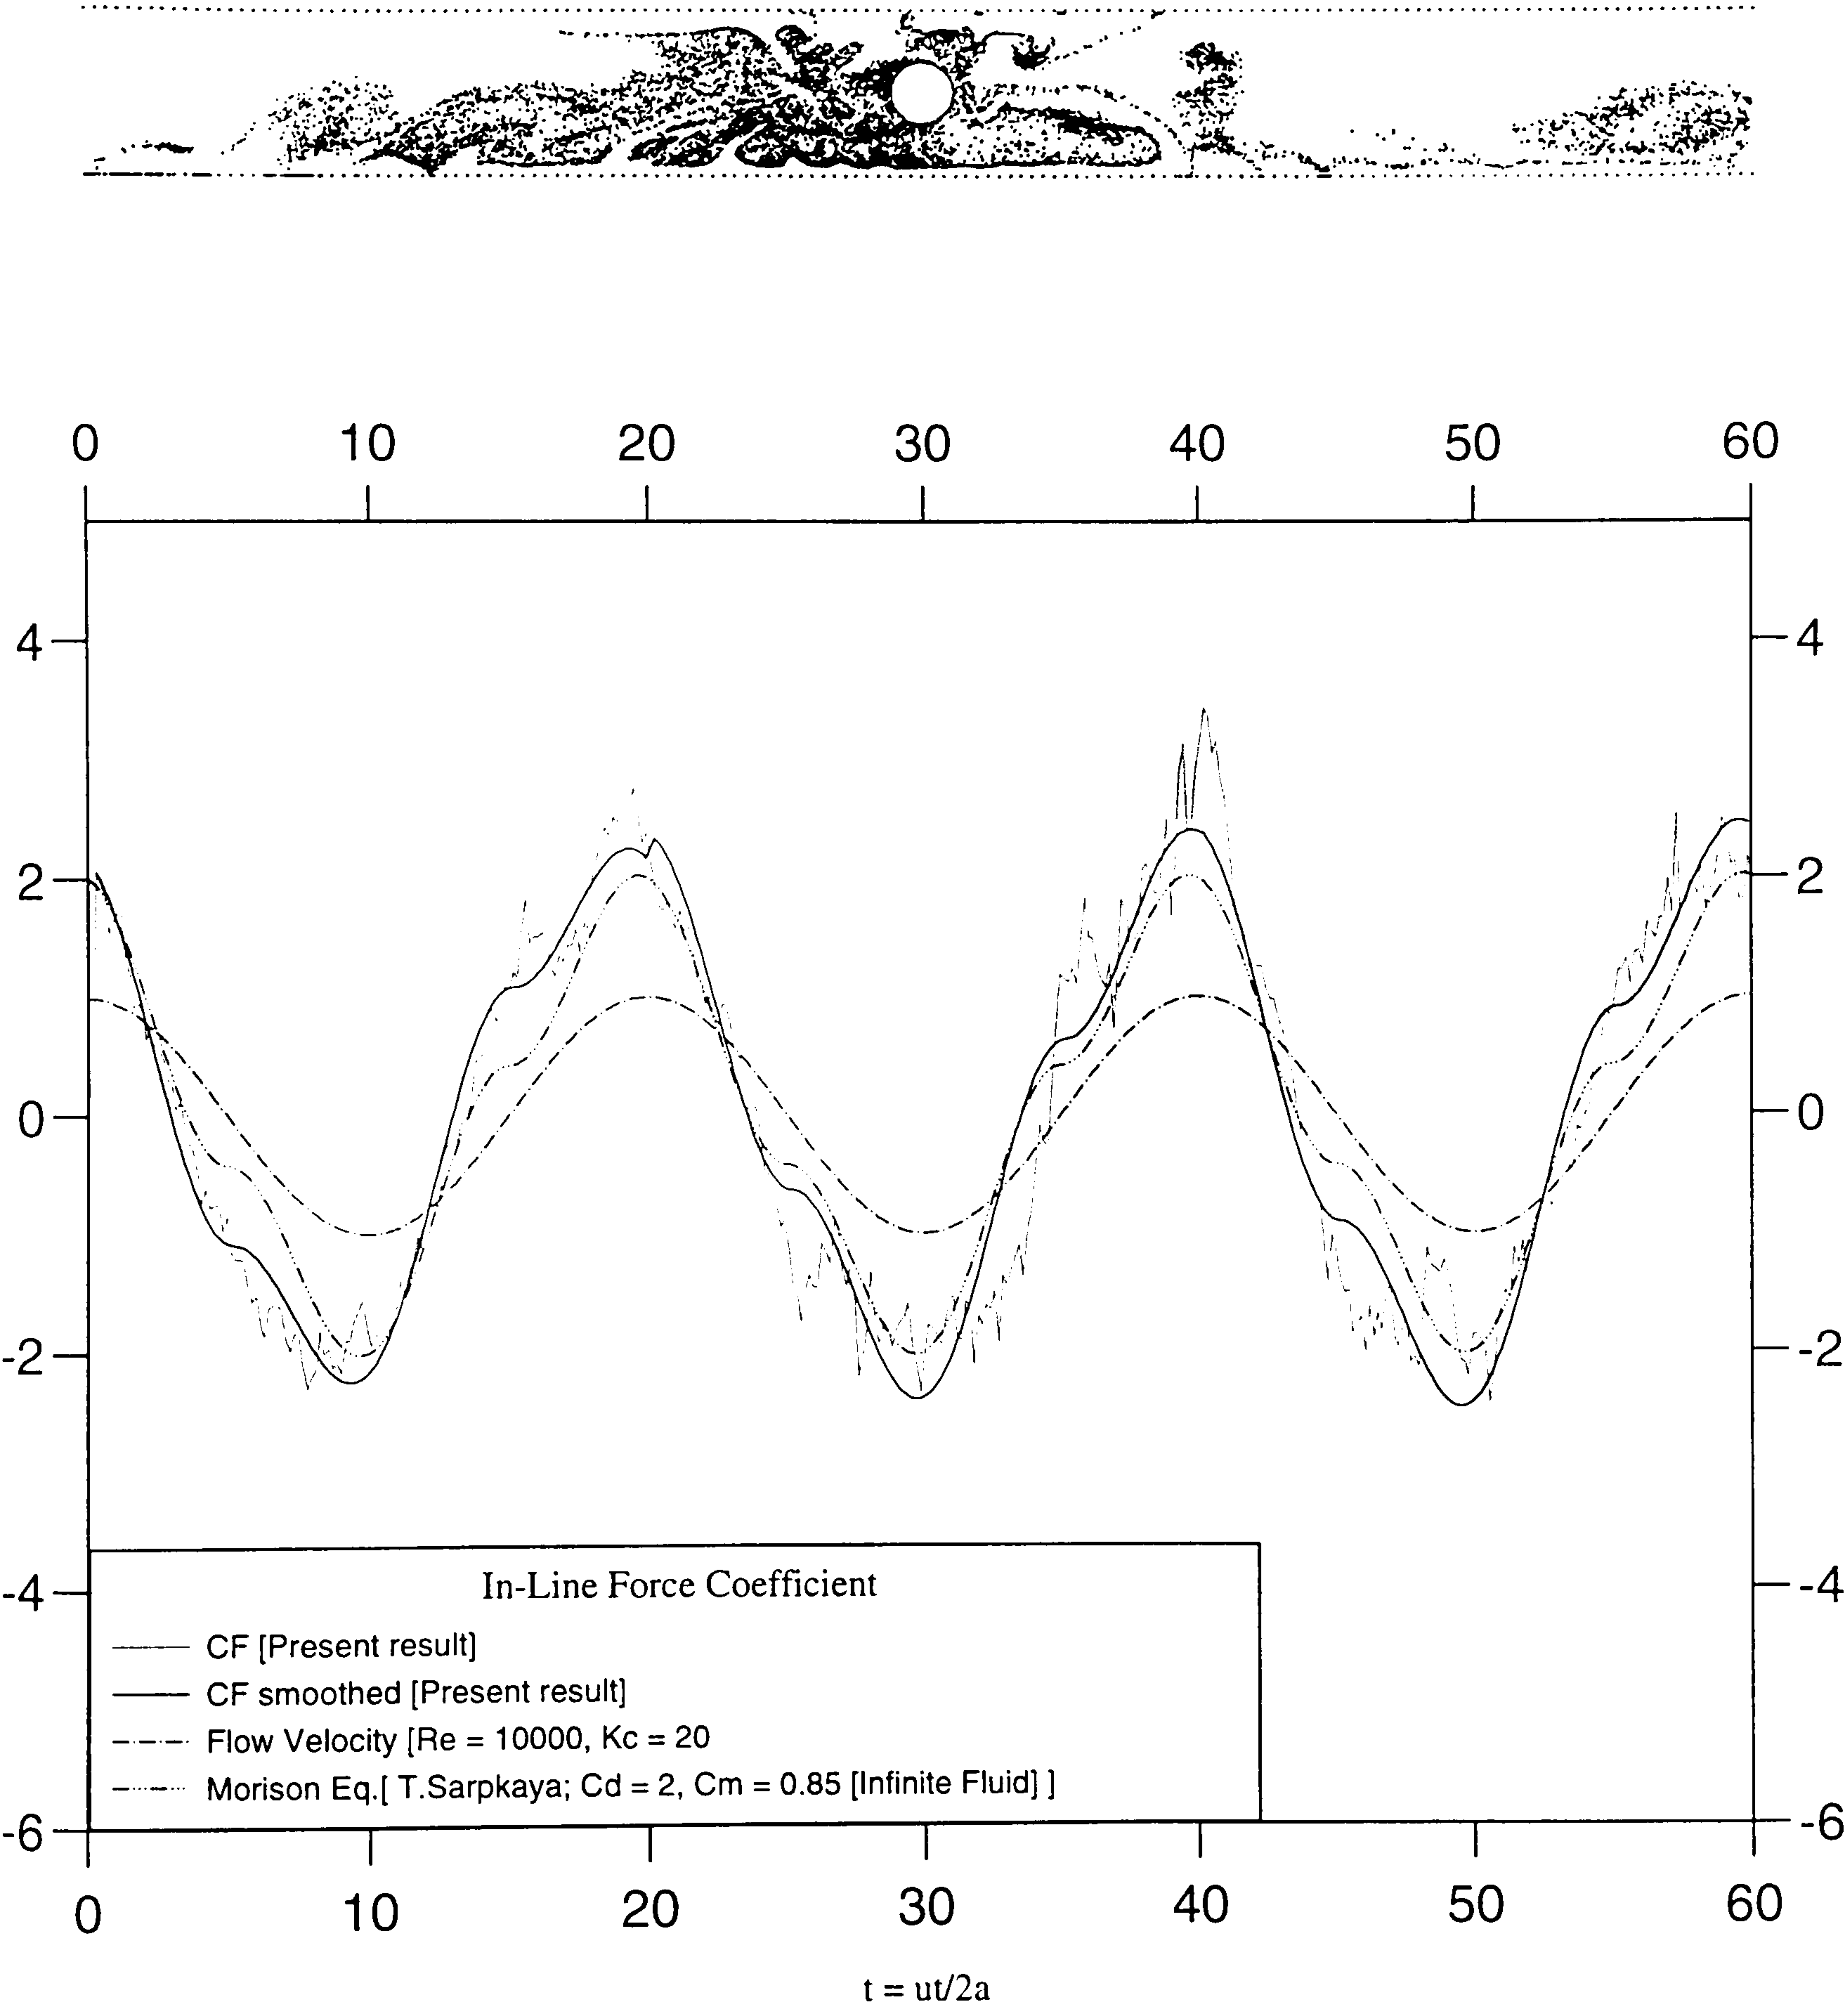 0 10 20 30 40 50 60
4 4
2 2
0 0
-2 -2
-4 -4
-6 -6
In-Line Force Coefficient
CF [Present result]
CF smoothed [Present result]
Flow Velocity [Re = 10000, Kc = 20
Morison Eq.[ T.Sarpkaya; Cd = 2, Cm = 0.85 [Infinite Fluid] ]
0 10 20 30 40 50 60
t = ut/2a